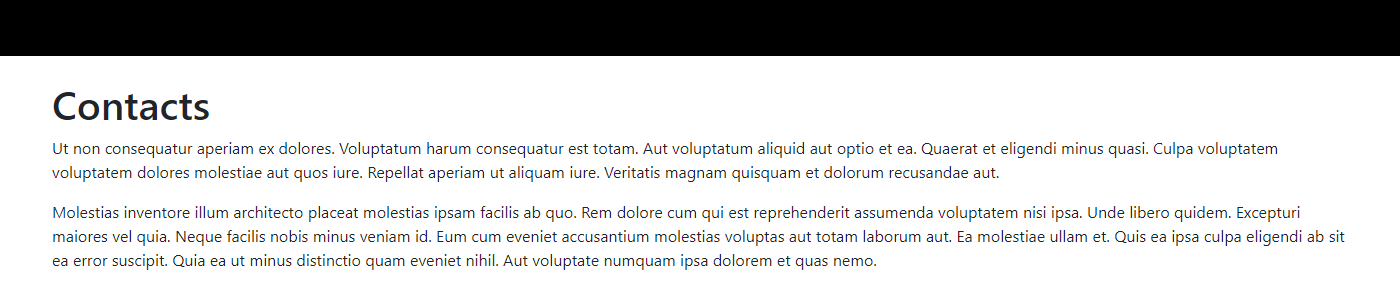 Contacts
Ut non consequatur aperiam ex dolores. Voluptatum harum consequatur est totam. Aut voluptatum aliquid aut optio et ea. Quaerat et eligendi minus quasi. Culpa voluptatem
voluptatem dolores molestiae aut quos iure. Repellat aperiam ut aliquam iure. Veritatis magnam quisquam et dolorum recusandae aut.
Molestias inventore illum architecto placeat molestias ipsam facilis ab quo. Rem dolore cum qui est reprehenderit assumenda voluptatem nisi ipsa. Unde libero quidem. Excepturi
maiores vel quia. Neque facilis nobis minus veniam id. Eum cum eveniet accusantium molestias voluptas aut totam laborum aut. Ea molestiae ullam et. Quis ea ipsa culpa eligendi ab sit
ea error suscipit. Quia ea ut minus distinctio quam eveniet nihil. Aut voluptate numquam ipsa dolorem et quas nemo.